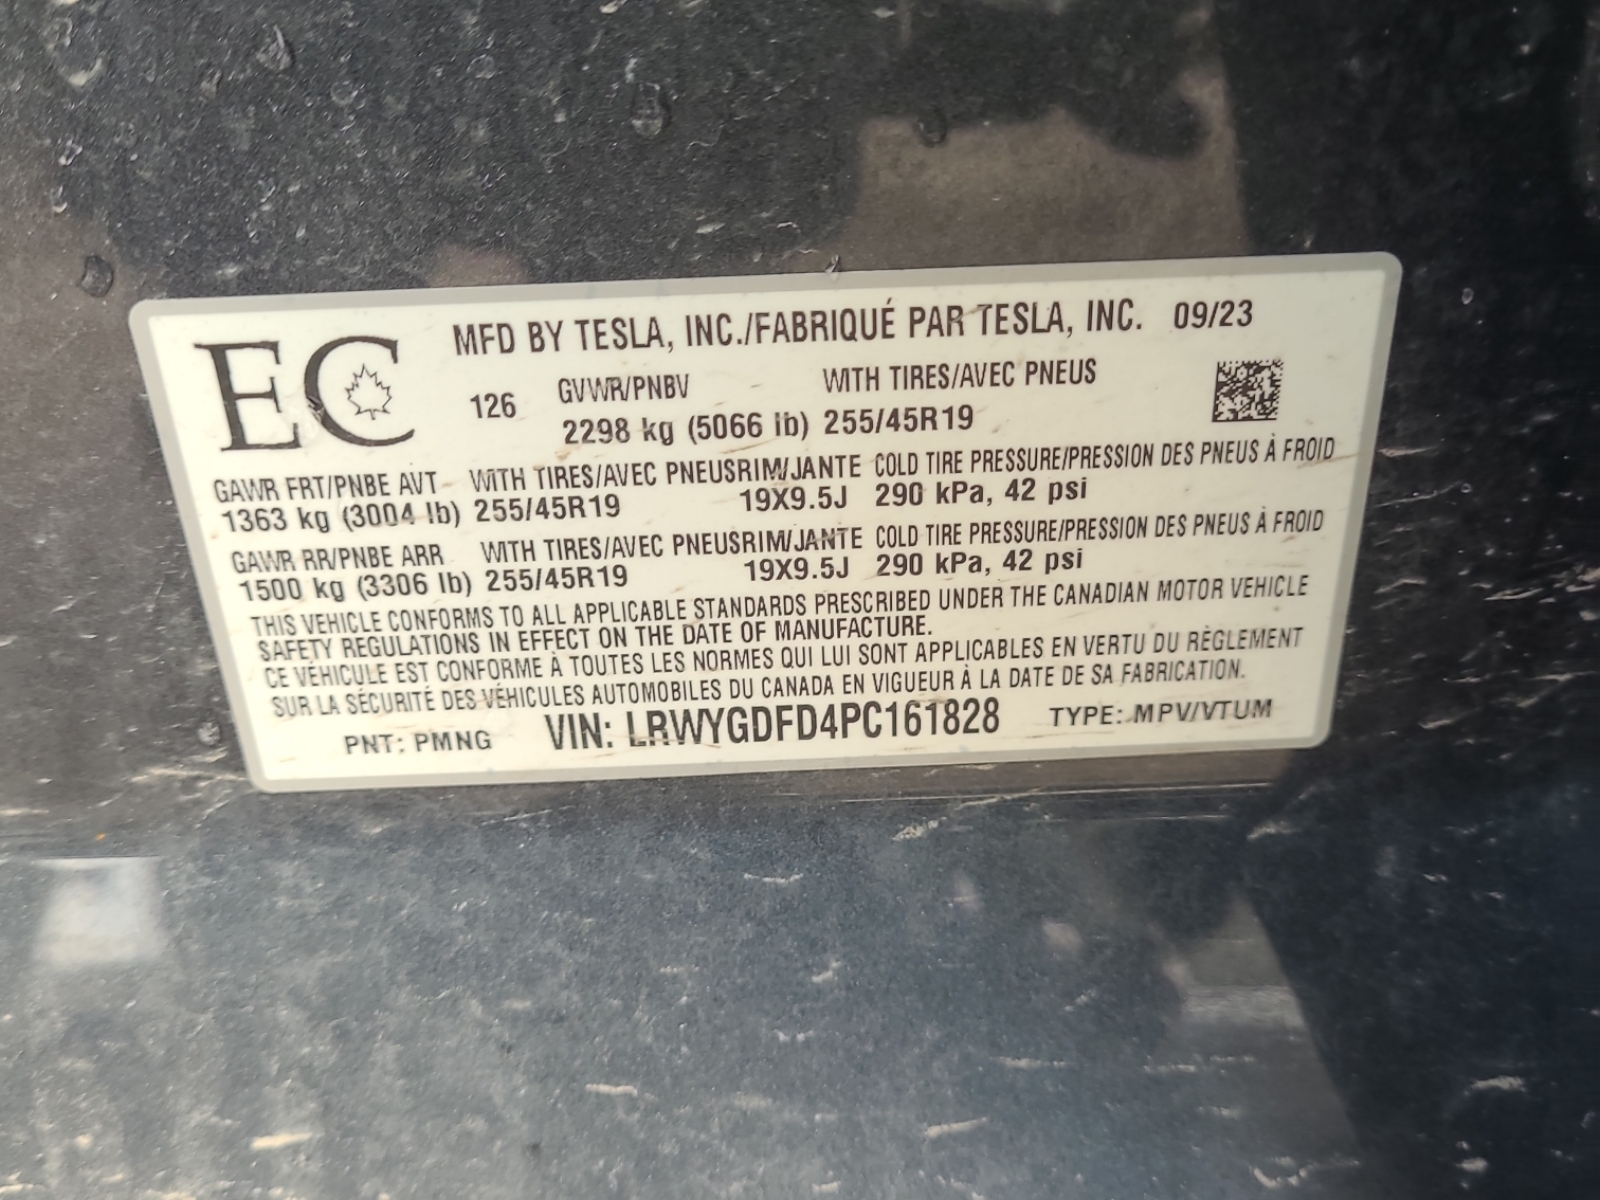 EC MFD BY TESLA, INC./FABRIQUÉ PAR TESLA, INC. 09/23
126 GVWR/PNBV WITH TIRES/AVEC PNEUS
2298 kg (5066 lb) 255/45R19
GAWR FRT/PNBE AVT WITH TIRES/AVEC PNEUS RIM/JANTE COLD TIRE PRESSURE/PRESSION DES PNEUS À FROID
1363 kg (3004 lb) 255/45R19 19X9.5J 290 kPa, 42 psi
GAWR RR/PNBE ARR WITH TIRES/AVEC PNEUS RIM/JANTE COLD TIRE PRESSURE/PRESSION DES PNEUS À FROID
1500 kg (3306 lb) 255/45R19 19X9.5J 290 kPa, 42 psi
THIS VEHICLE CONFORMS TO ALL APPLICABLE STANDARDS PRESCRIBED UNDER THE CANADIAN MOTOR VEHICLE
SAFETY REGULATIONS IN EFFECT ON THE DATE OF MANUFACTURE.
CE VÉHICULE EST CONFORME À TOUTES LES NORMES QUI LUI SONT APPLICABLES EN VERTU DU RÈGLEMENT
SUR LA SÉCURITÉ DES VÉHICULES AUTOMOBILES DU CANADA EN VIGUEUR À LA DATE DE SA FABRICATION.
PNT: PMNG VIN: LRWYGDFD4PC161828 TYPE: MPV/VTUM